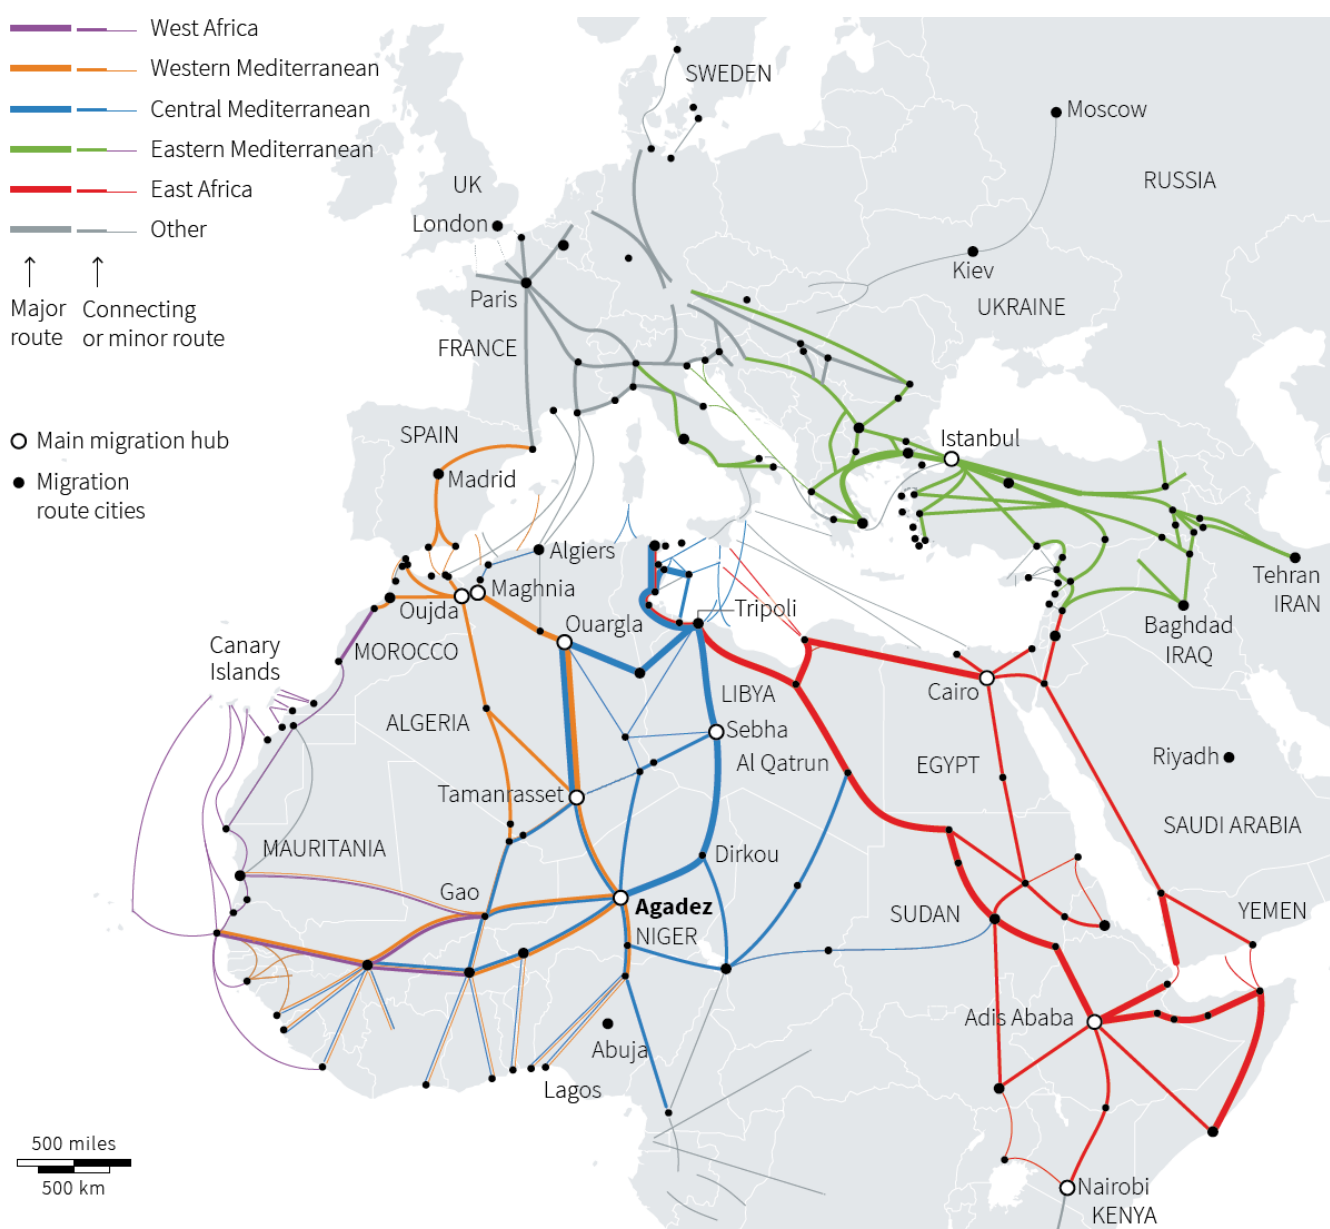 West Africa
Western Mediterranean
Central Mediterranean
Eastern Mediterranean
East Africa
Other
Major
route
Connecting
or minor route
Main migration hub
Migration
route cities
SWEDEN
Moscow
RUSSIA
UK
London
Kiev
UKRAINE
Paris
FRANCE
SPAIN
Madrid
Istanbul
Algiers
Maghnia
Oujda
Tehran
IRAN
Baghdad
IRAQ
Tripoli
Ouargla
Canary
Islands
MOROCCO
ALGERIA
LIBYA
Cairo
Sebha
Al Qatrun
EGYPT
Riyadh
SAUDI ARABIA
Tamanrasset
MAURITANIA
Dirkou
Gao
Agadez
NIGER
SUDAN
YEMEN
Adis Ababa
Abuja
Lagos
500 miles
500 km
Nairobi
KENYA